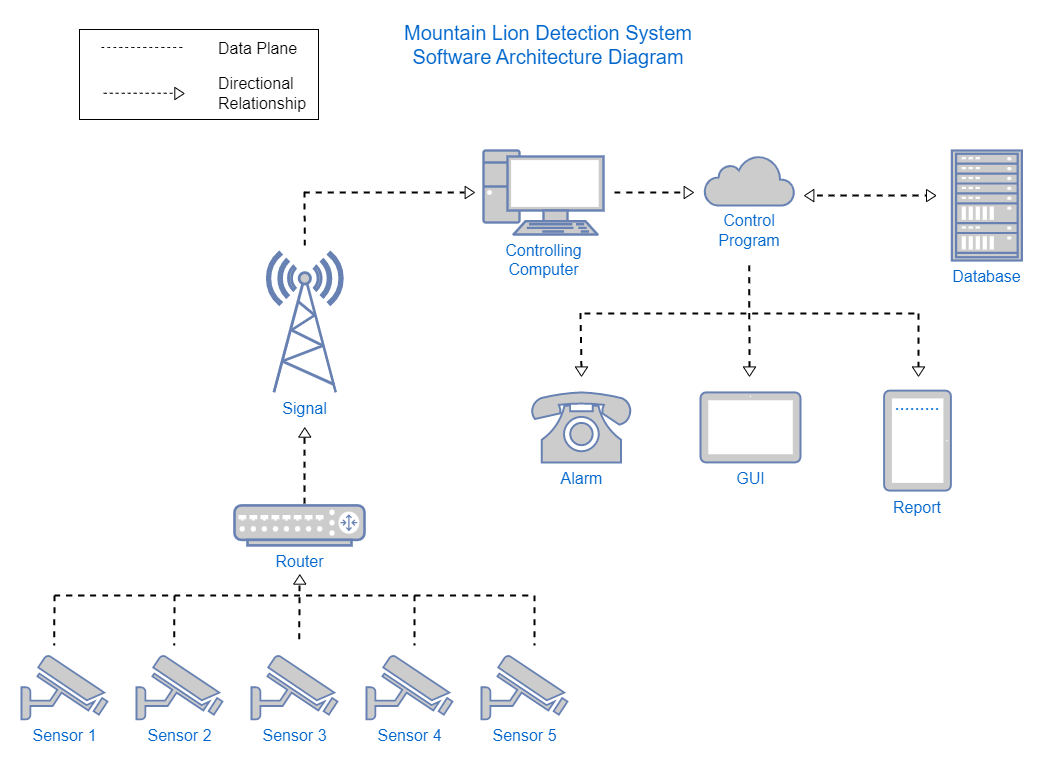 Mountain Lion Detection System
Software Architecture Diagram
Data Plane
Directional
Relationship
Controlling
Computer
Control
Program
Database
Signal
Alarm
GUI
Report
Router
Sensor 1
Sensor 2
Sensor 3
Sensor 4
Sensor 5